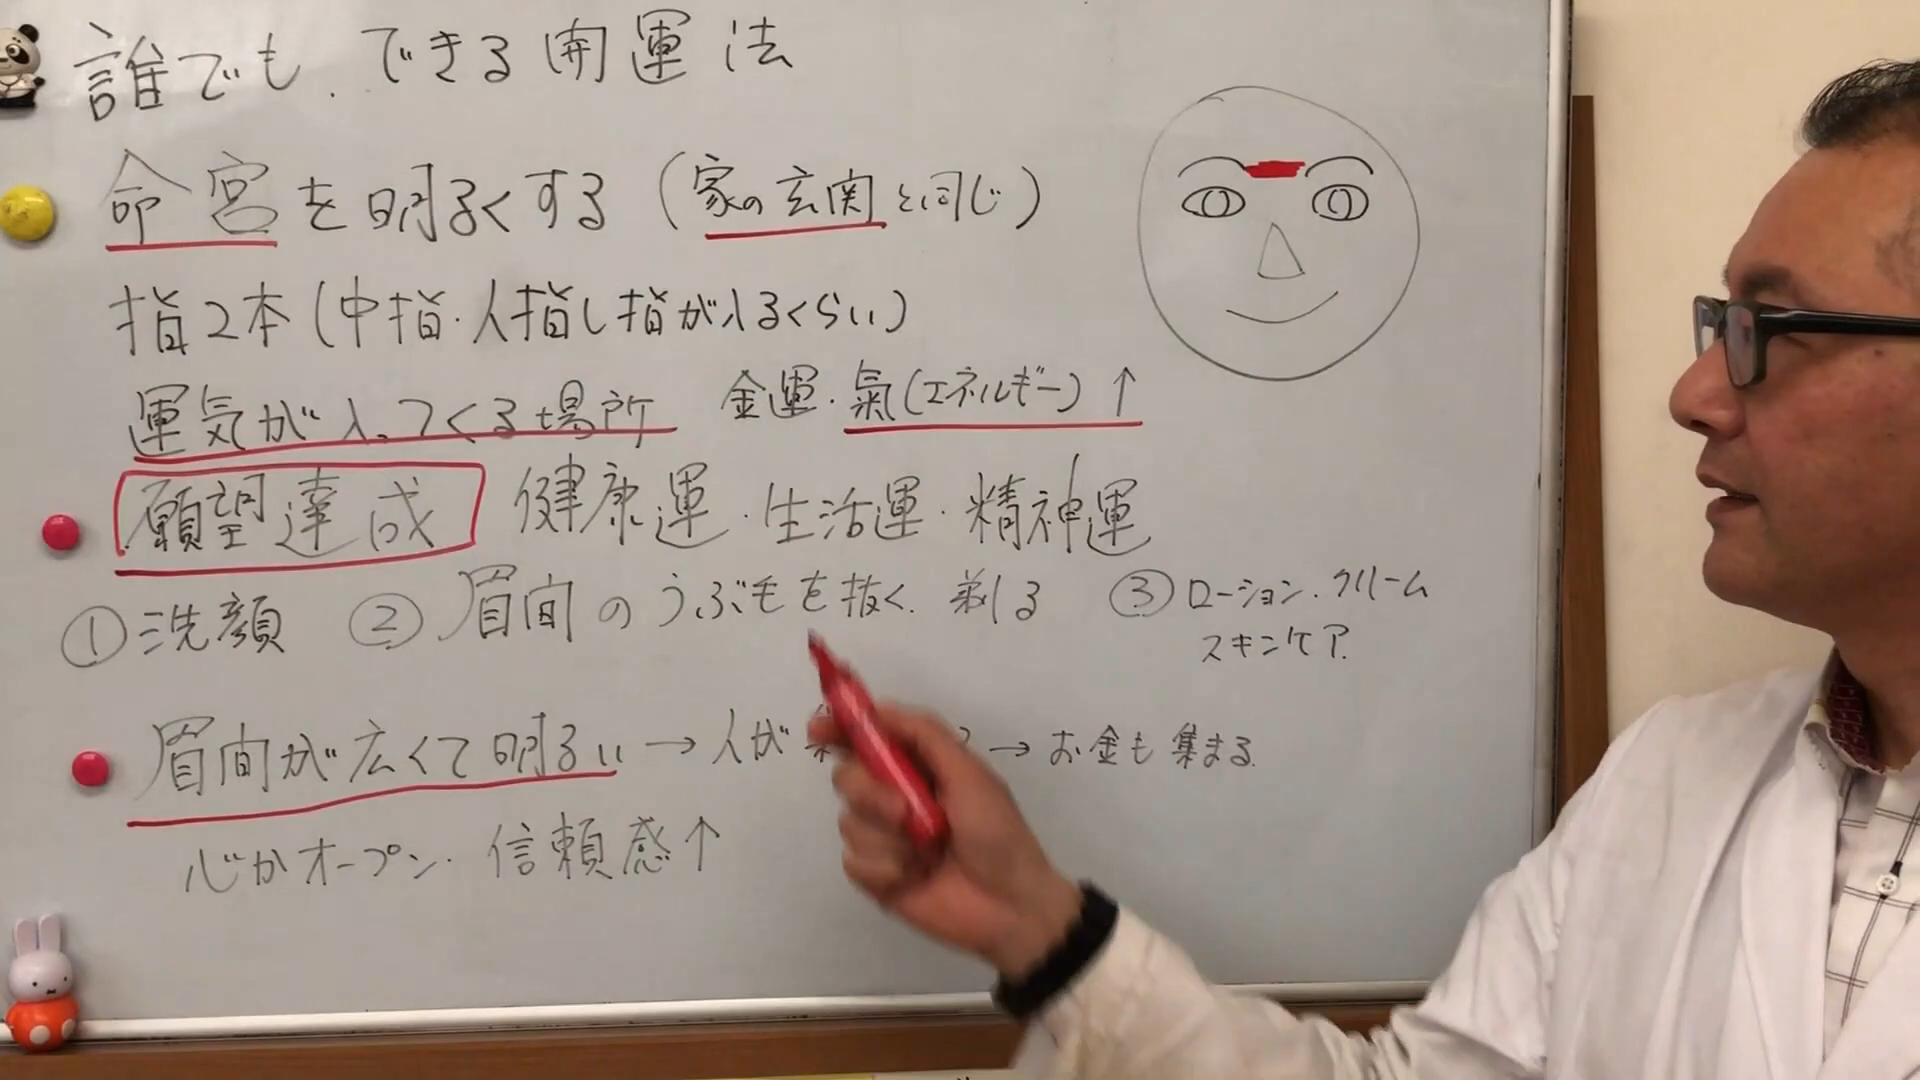 誰でも.できる開運法
命宮を明るくする(家の玄関と同じ)
指2本(中指・人指し指が入るくらい)
運気が入ってくる場所 金運・氣(エネルギー)↑
願望達成 健康運・生活運・精神運
①洗顔 ②眉間のうぶ毛を抜く.剃る ③ローション.クリーム
スキンケア.
眉間が広くて明るい→人が →お金も集まる.
心がオープン・信頼感↑